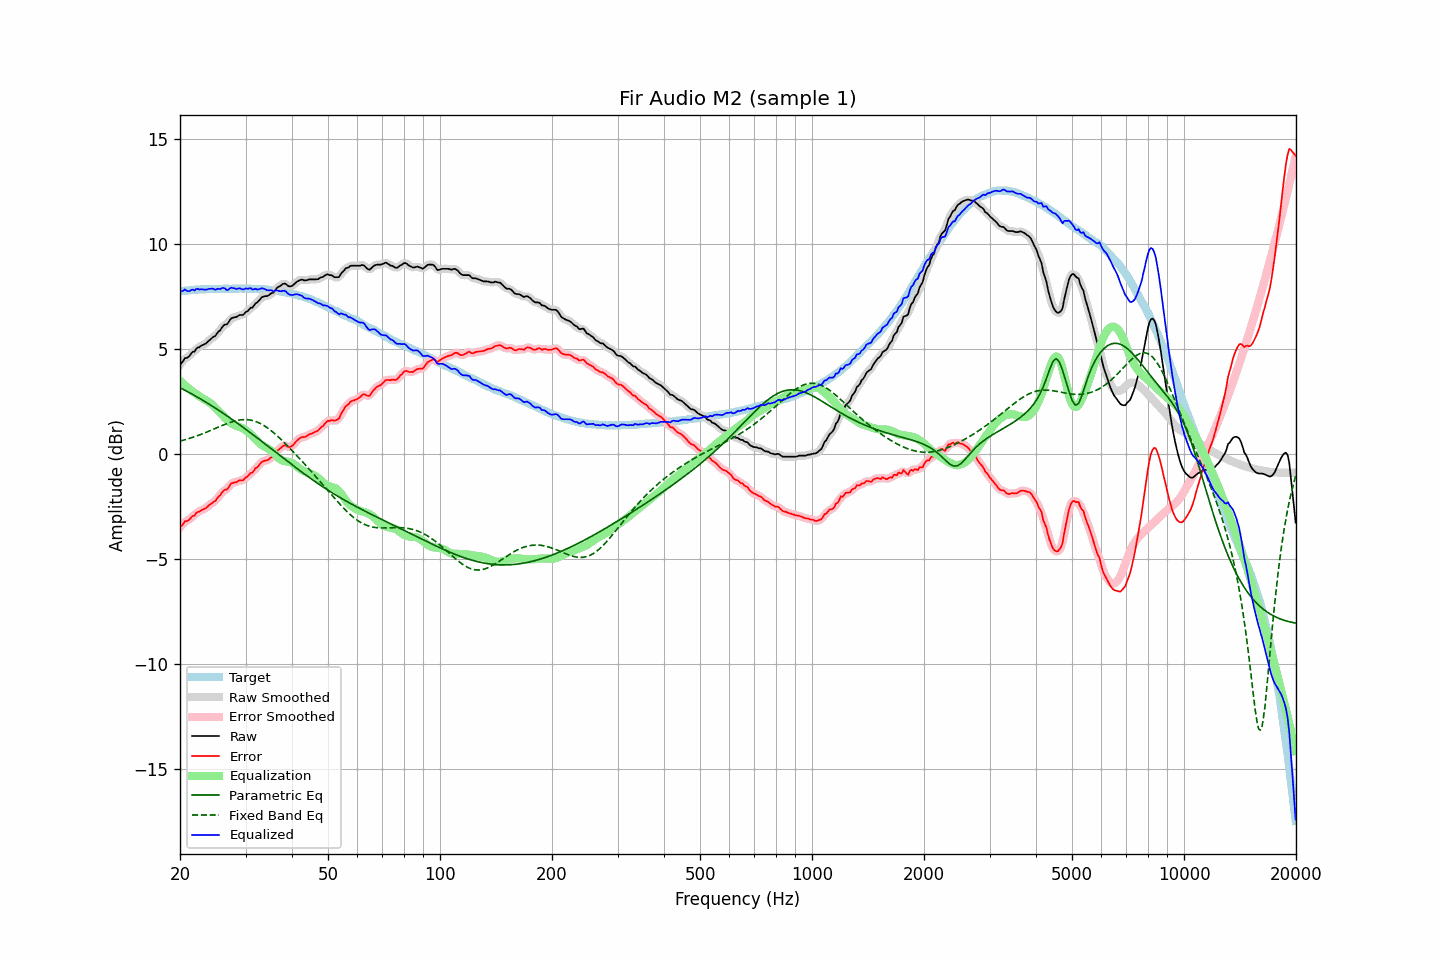 Fir Audio M2 (sample 1)
Amplitude (dBr)
15
10
5
0
−5
−10
−15
Target
Raw Smoothed
Error Smoothed
Raw
Error
Equalization
Parametric Eq
Fixed Band Eq
Equalized
20 50 100 200 500 1000 2000 5000 10000 20000
Frequency (Hz)